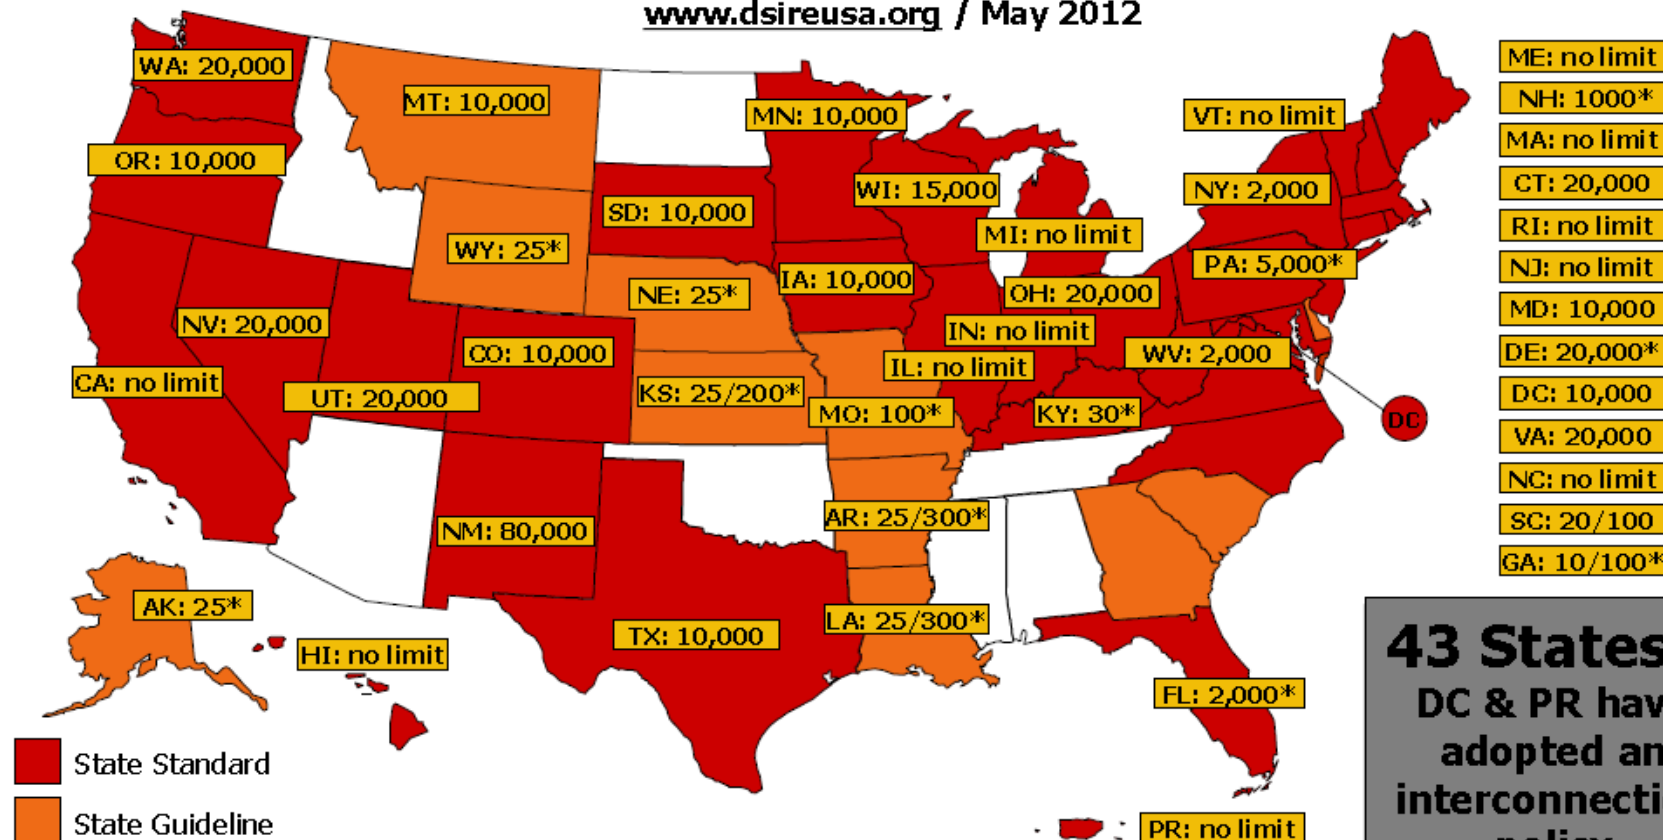 www.dsireusa.org / May 2012
WA: 20,000
MT: 10,000
MN: 10,000
VT: no limit
OR: 10,000
WI: 15,000
NY: 2,000
SD: 10,000
MI: no limit
WY: 25*
PA: 5,000*
IA: 10,000
NE: 25*
OH: 20,000
NV: 20,000
IN: no limit
CO: 10,000
WV: 2,000
IL: no limit
CA: no limit
UT: 20,000
KS: 25/200*
MO: 100*
KY: 30*
DC
NM: 80,000
AR: 25/300*
AK: 25*
LA: 25/300*
TX: 10,000
HI: no limit
FL: 2,000*
PR: no limit
ME: no limit
NH: 1000*
MA: no limit
CT: 20,000
RI: no limit
NJ: no limit
MD: 10,000
DE: 20,000*
DC: 10,000
VA: 20,000
NC: no limit
SC: 20/100
GA: 10/100*
43 States
DC & PR hav
adopted an
interconnecti
policy
State Standard
State Guideline